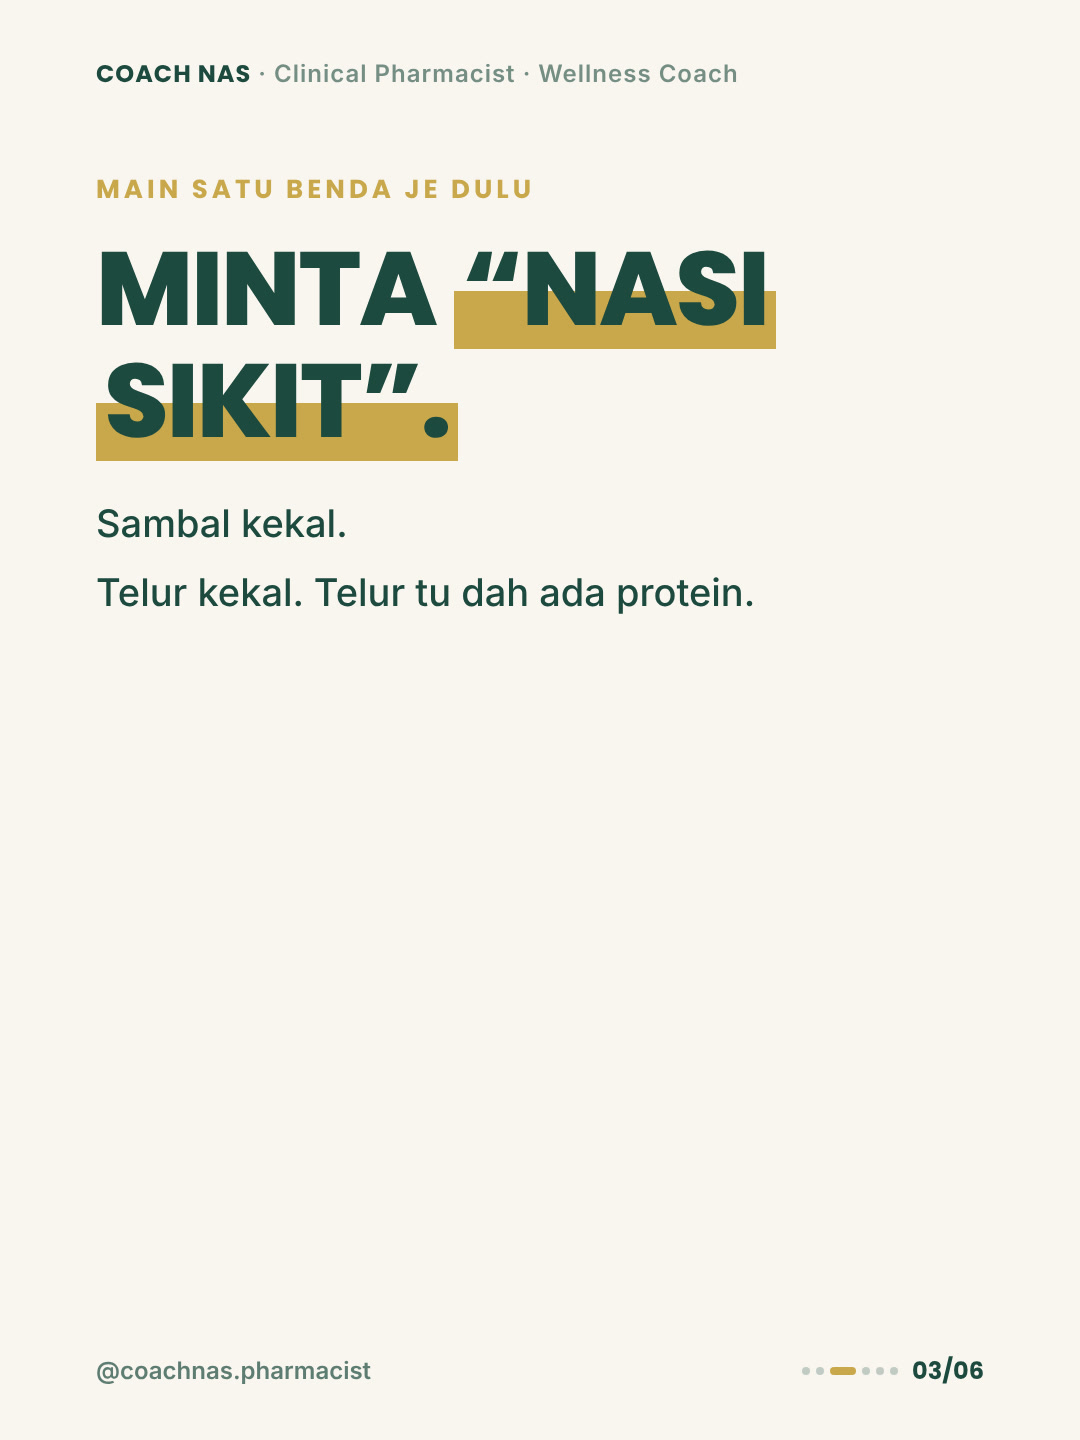 COACH NAS · Clinical Pharmacist · Wellness Coach
MAIN SATU BENDA JE DULU
MINTA “NASI
SIKIT”.
Sambal kekal.
Telur kekal. Telur tu dah ada protein.
@coachnas.pharmacist
03/06